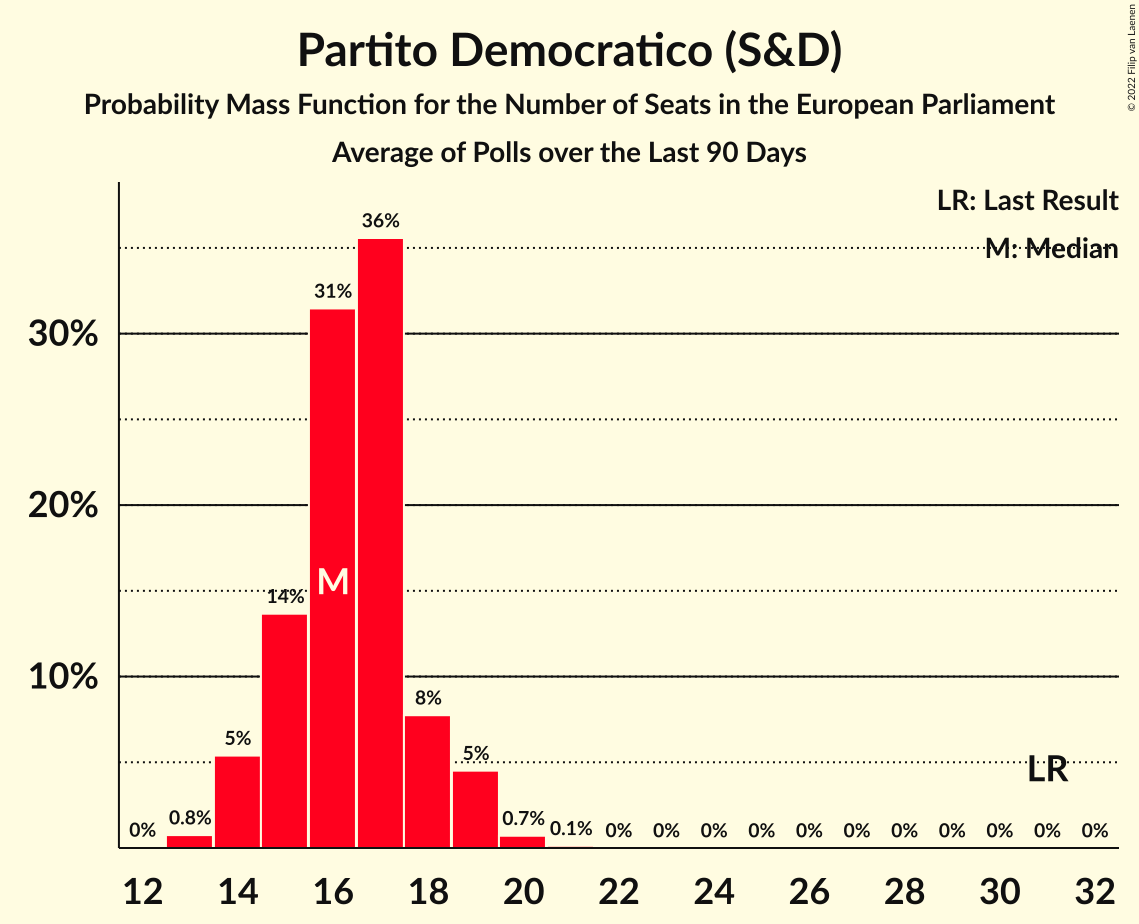 Partito Democratico (S&D)
Probability Mass Function for the Number of Seats in the European Parliament
Average of Polls over the Last 90 Days
© 2022 Filip van Laenen
LR: Last Result
M: Median
30%
20%
10%
0%
0.8%
5%
14%
31%
36%
8%
5%
0.7%
0.1%
0%
0%
0%
0%
0%
0%
0%
0%
0%
0%
0%
M
LR
12 14 16 18 20 22 24 26 28 30 32